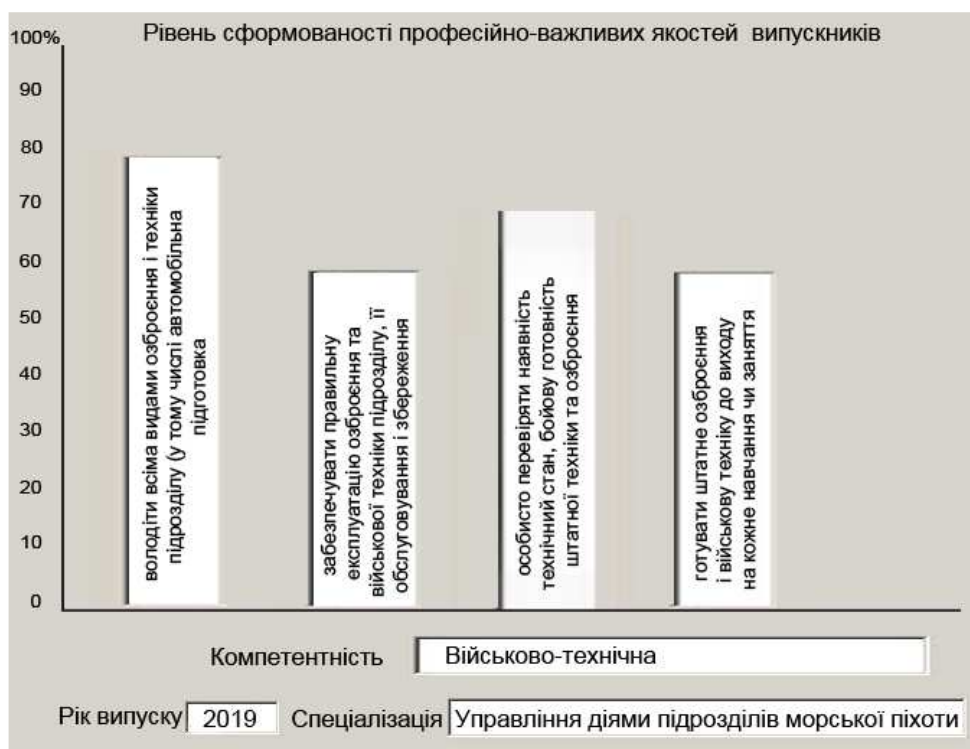 Рівень сформованості професійно-важливих якостей випускників
100%
90
80
70
60
50
40
30
20
10
0
володіти всіма видами озброєння і техніки
підрозділу (у тому числі автомобільна
підготовка
забезпечувати правильну
експлуатацію озброєння та
військової техніки підрозділу, її
обслуговування і збереження
особисто перевіряти наявність
технічний стан, бойову готовність
штатної техніки та озброєння
готувати штатне озброєння
і військову техніку до виходу
на кожне навчання чи заняття
Компетентність Військово-технічна
Рік випуску 2019 Спеціалізація Управління діями підрозділів морської піхоти